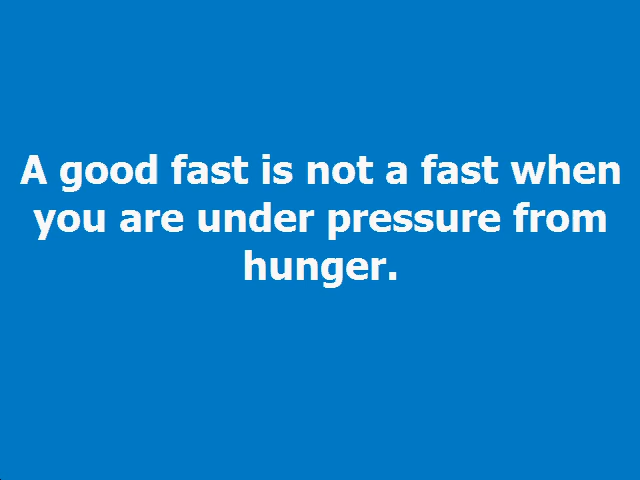 A good fast is not a fast when
you are under pressure from
hunger.